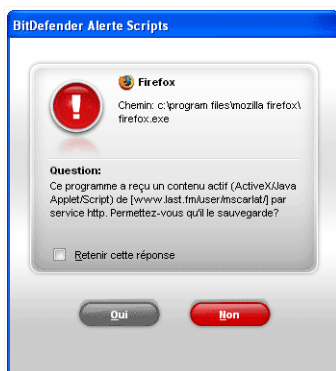 BitDefender Alerte Scripts
Firefox
Chemin: c:\program files\mozilla firefox\
firefox.exe
Question:
Ce programme a reçu un contenu actif (ActiveX/Java
Applet/Script) de [www.last.fm/user/mscarlat/] par
service http. Permettez-vous qu'il le sauvegarde?
Retenir cette réponse
Oui
Non